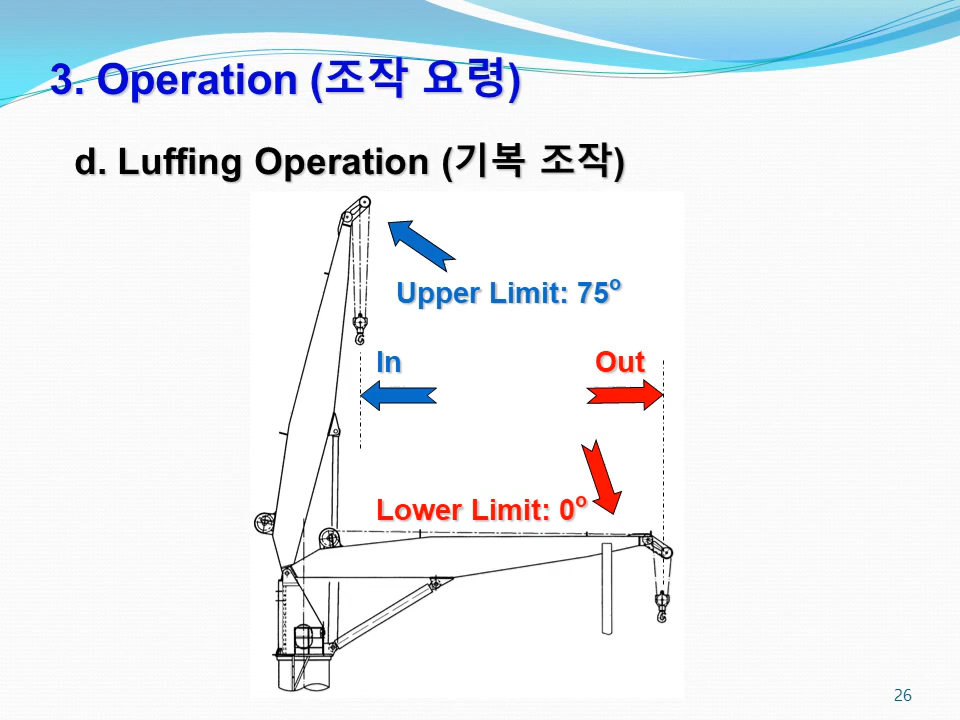 3. Operation (조작 요령)
d. Luffing Operation (기복 조작)
Upper Limit: 75º
In
Out
Lower Limit: 0º
26